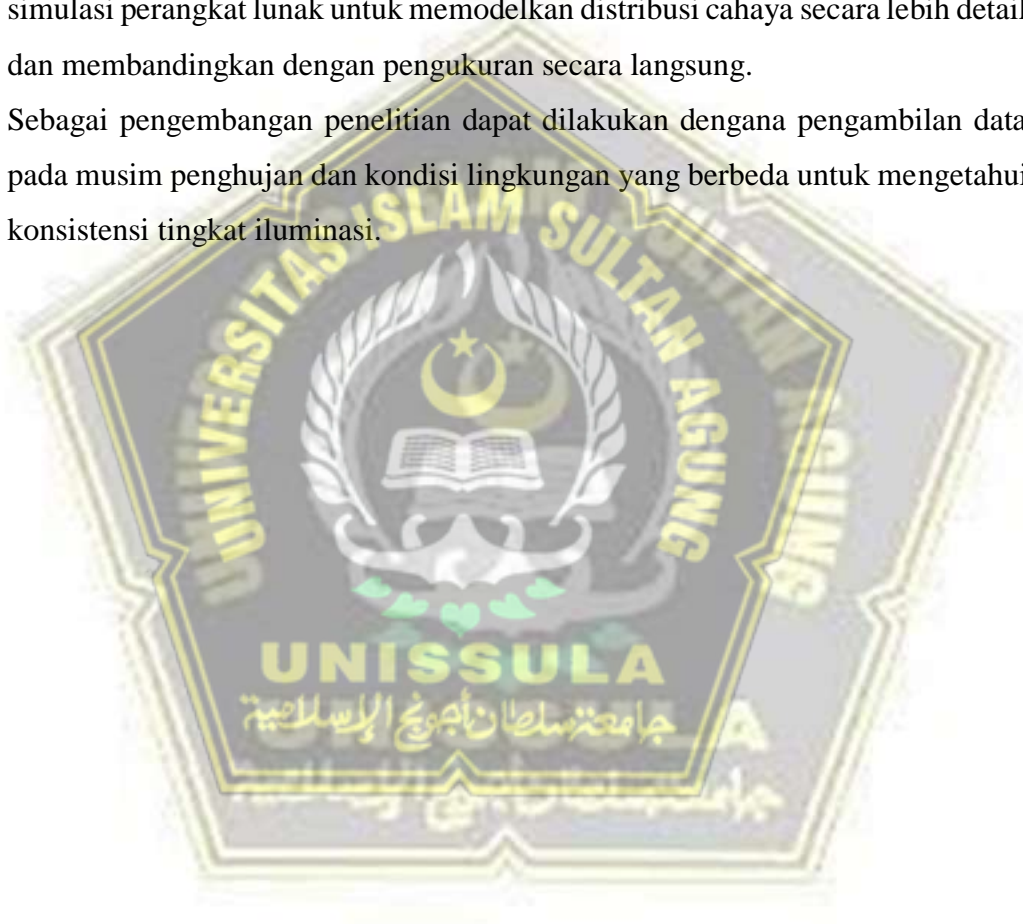 simulasi perangkat lunak untuk memodelkan distribusi cahaya secara lebih detail
dan membandingkan dengan pengukuran secara langsung.
Sebagai pengembangan penelitian dapat dilakukan dengana pengambilan data
pada musim penghujan dan kondisi lingkungan yang berbeda untuk mengetahui
konsistensi tingkat iluminasi.
UNIVERSITAS ISLAM SULTAN AGUNG
UNISSULA
جامعة سلطان أجونج الإسلامية